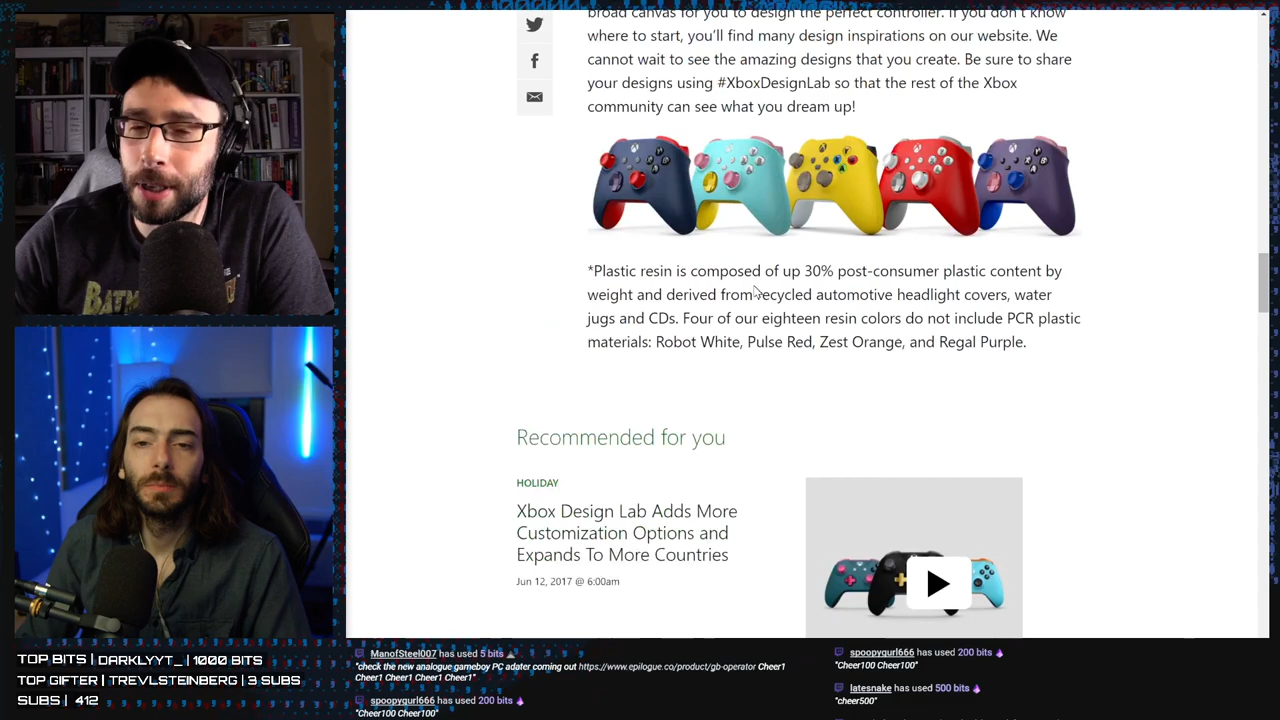 broad canvas for you to design the perfect controller. If you don't know
where to start, you'll find many design inspirations on our website. We
cannot wait to see the amazing designs that you create. Be sure to share
your designs using #XboxDesignLab so that the rest of the Xbox
community can see what you dream up!
*Plastic resin is composed of up 30% post-consumer plastic content by
weight and derived from recycled automotive headlight covers, water
jugs and CDs. Four of our eighteen resin colors do not include PCR plastic
materials: Robot White, Pulse Red, Zest Orange, and Regal Purple.
Recommended for you
HOLIDAY
Xbox Design Lab Adds More
Customization Options and
Expands To More Countries
Jun 12, 2017 @ 6:00am
BATM
TOP BITS | DARKLYYT_ | 1000 BITS
TOP GIFTER | TREVLSTEINBERG | 3 SUBS
SUBS | 412
ManofSteel007 has used 5 bits
"check the new analogue gameboy PC adater coming out https://www.epilogue.co/product/gb-operator Cheer1
Cheer1 Cheer1 Cheer1 Cheer1"
spoopygurl666 has used 200 bits
"Cheer100 Cheer100"
spoopygurl666 has used 200 bits
"Cheer100 Cheer100"
latesnake has used 500 bits
"cheer500"